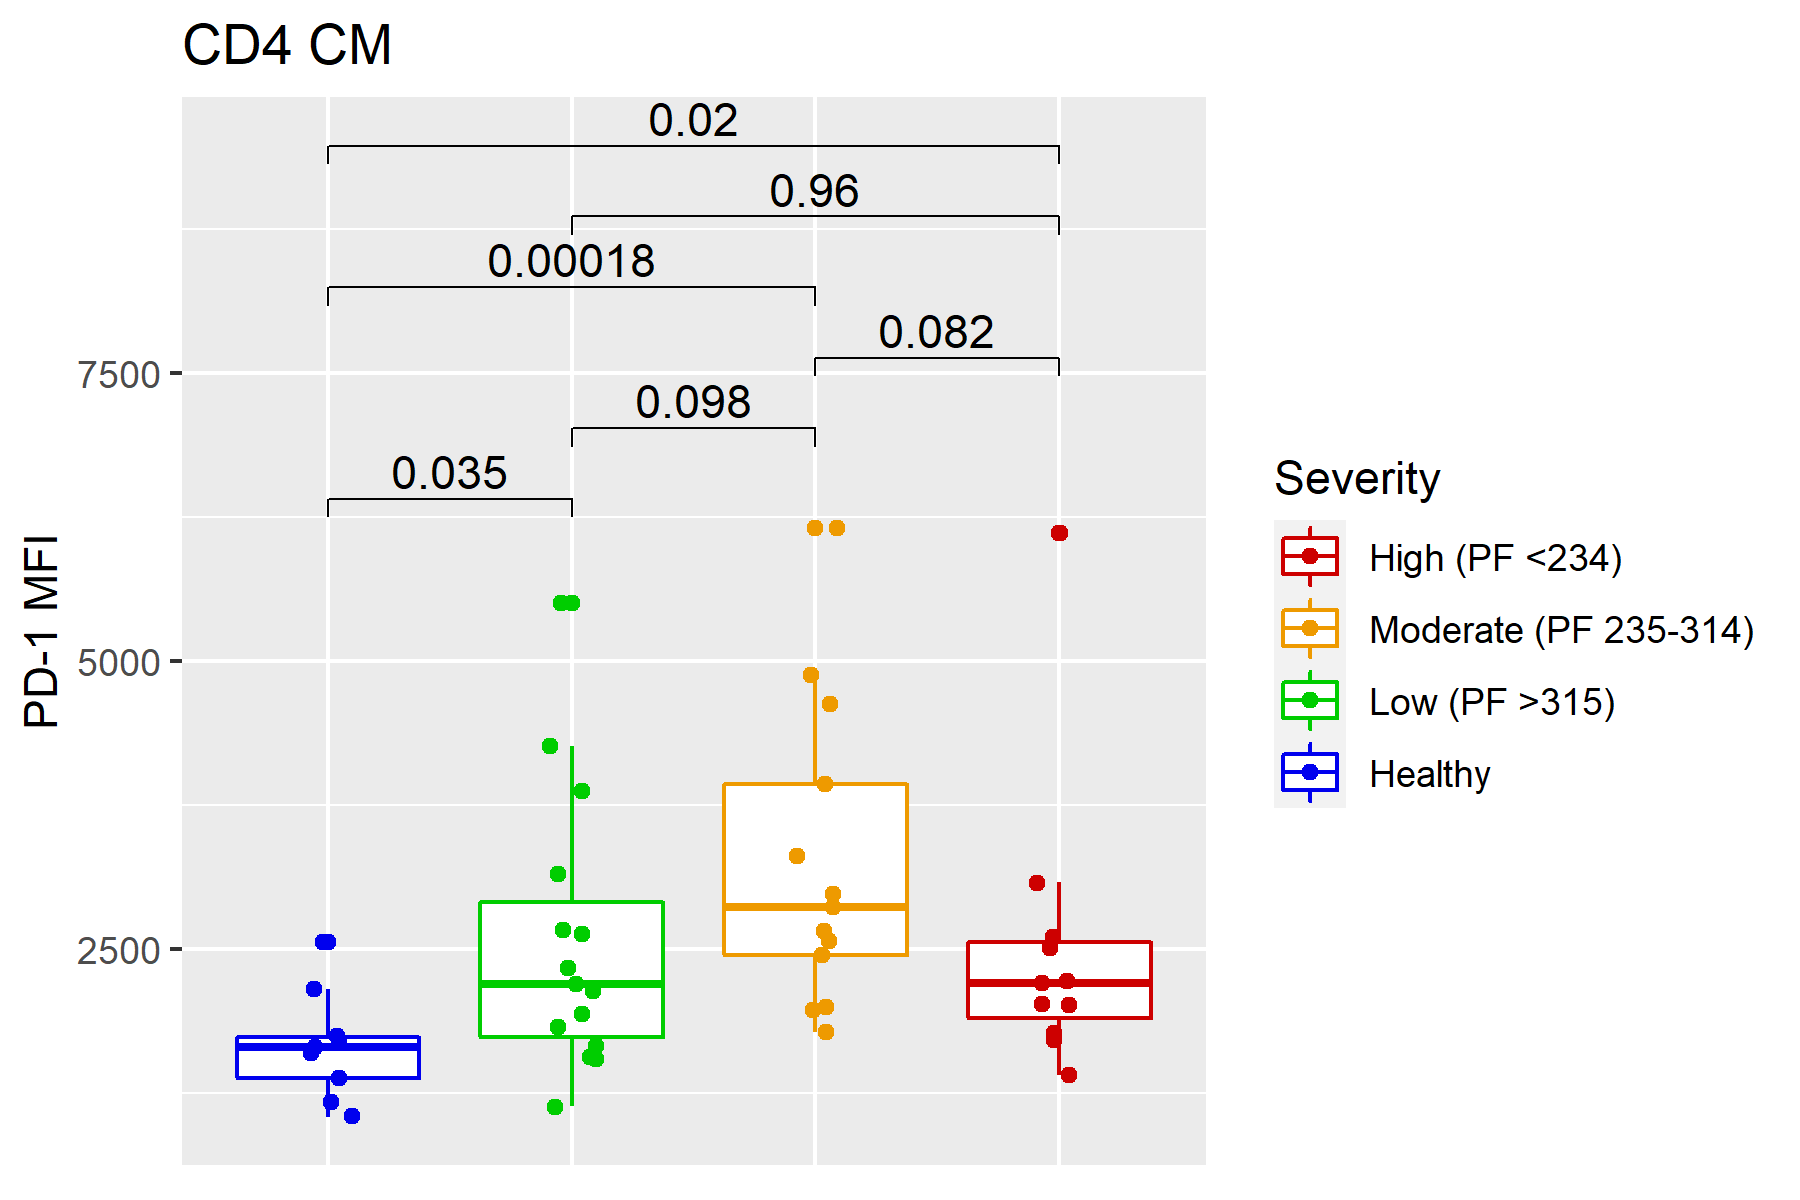 CD4 CM
0.02
0.96
0.00018
0.082
0.098
0.035
7500
5000
2500
PD-1 MFI
Severity
High (PF <234)
Moderate (PF 235-314)
Low (PF >315)
Healthy